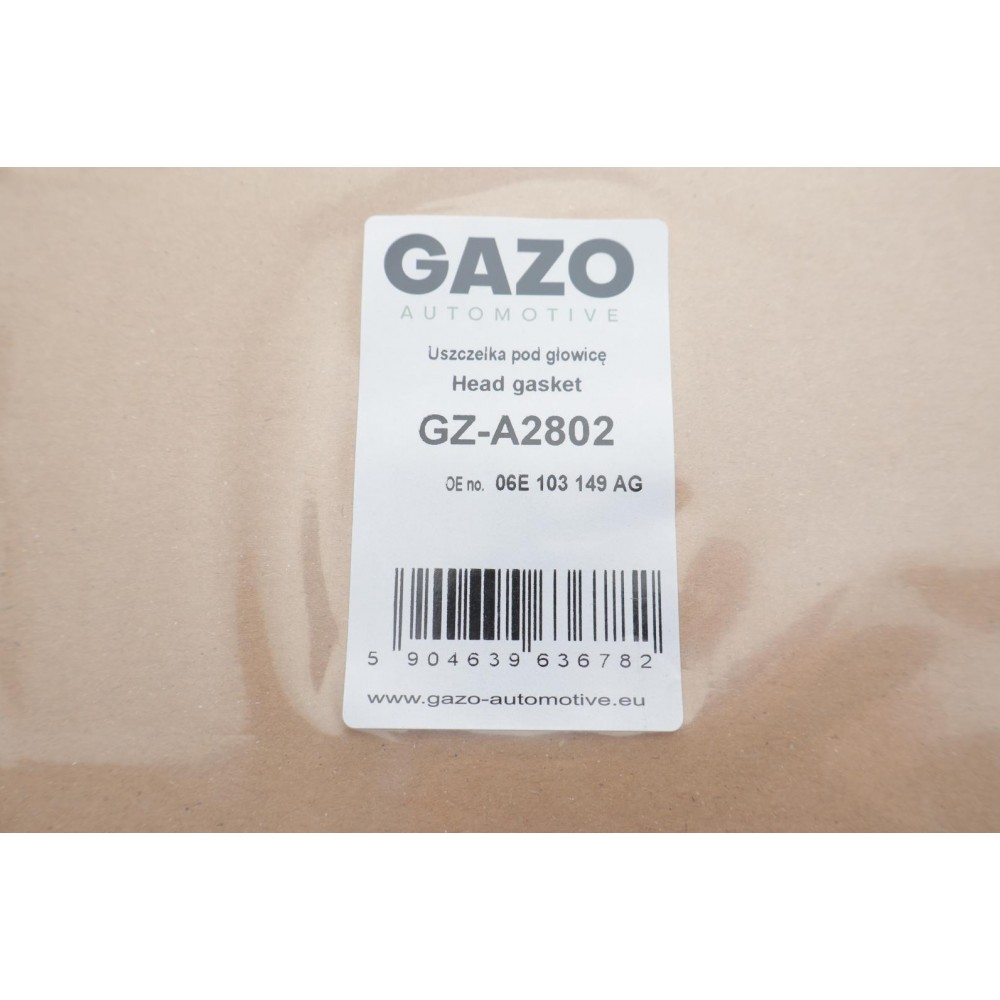 GAZO
AUTOMOTIVE
Uszczelka pod głowicę
Head gasket
GZ-A2802
OE no. 06E 103 149 AG
5 904639 636782
www.gazo-automotive.eu